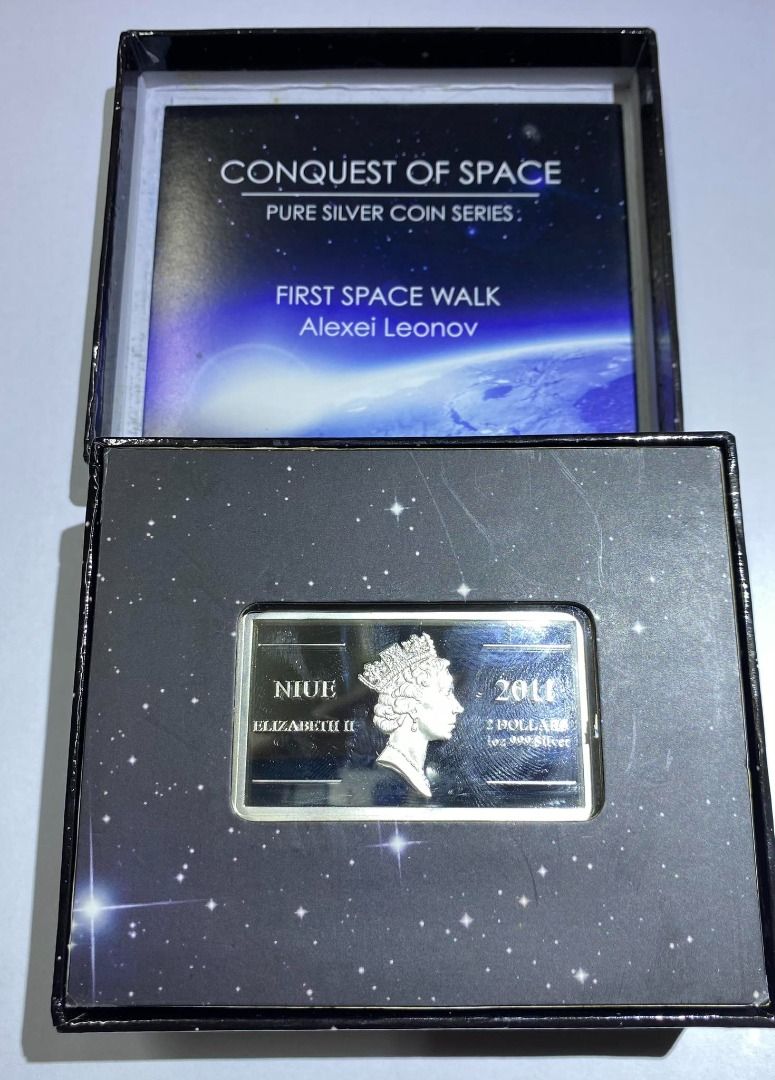 CONQUEST OF SPACE
PURE SILVER COIN SERIES
FIRST SPACE WALK
Alexei Leonov
NIUE
ELIZABETH II
2011
2 DOLLARS
1oz 999 Silver